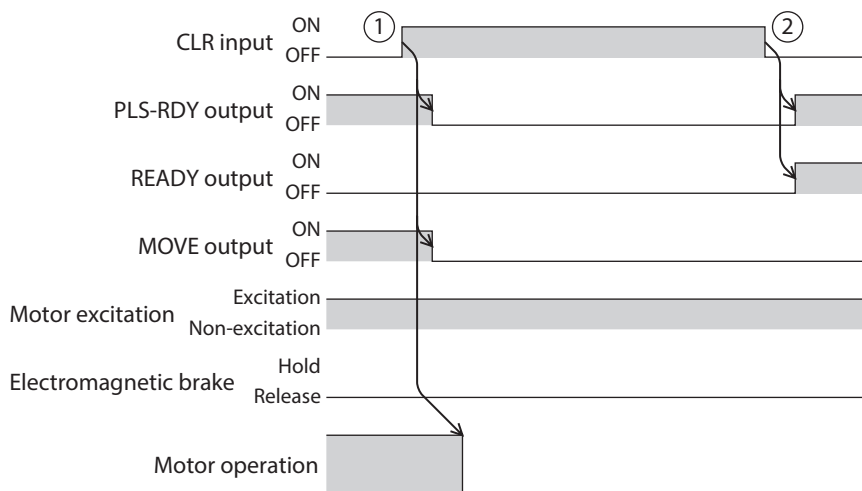 ON
1
2
CLR input
OFF
ON
PLS-RDY output
OFF
ON
READY output
OFF
ON
MOVE output
OFF
Excitation
Motor excitation
Non-excitation
Hold
Electromagnetic brake
Release
Motor operation